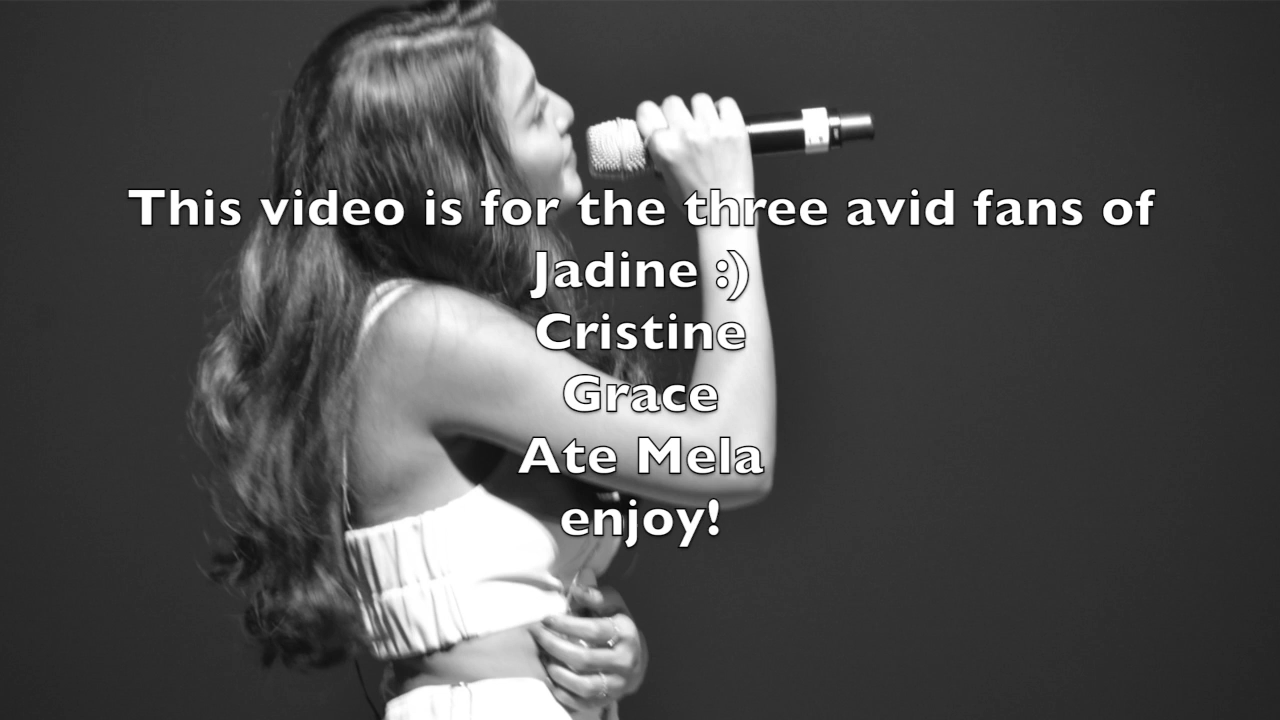 This video is for the three avid fans of
Jadine :)
Cristine
Grace
Ate Mela
enjoy!